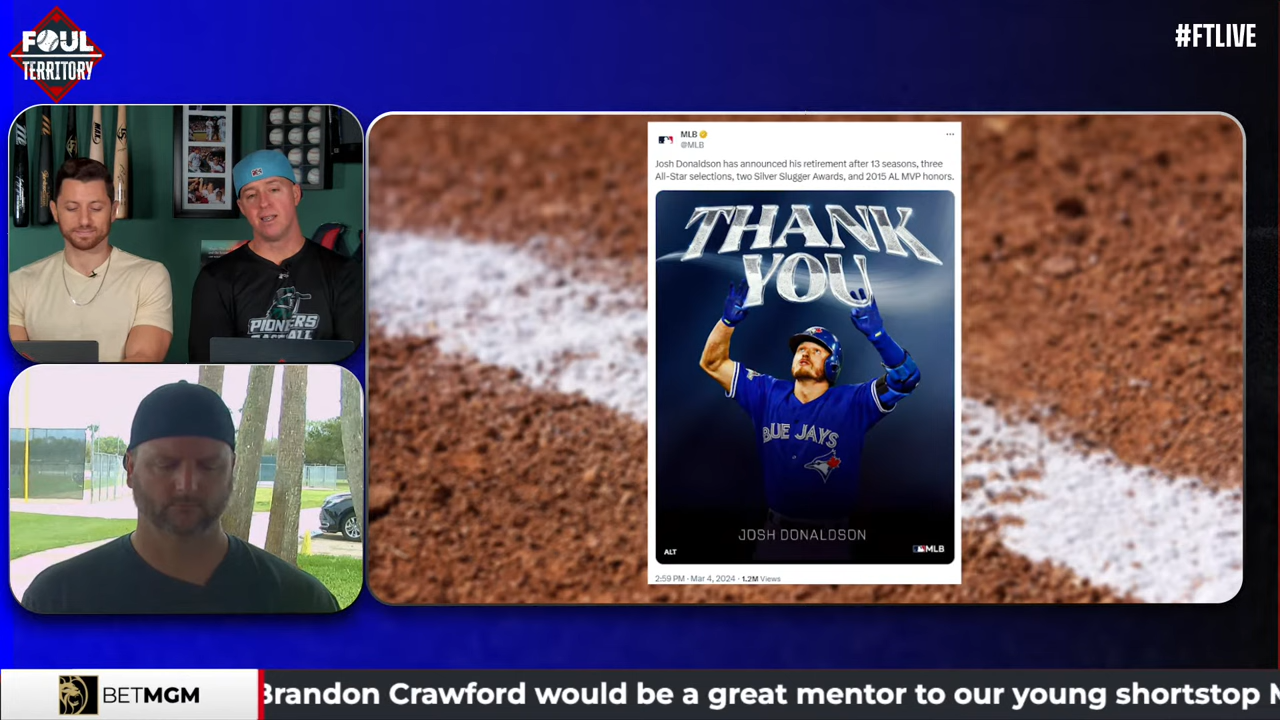 FOUL
TERRITORY
#FTLIVE
PIONEERS
BASEBALL
MLB
@MLB
Josh Donaldson has announced his retirement after 13 seasons, three
All-Star selections, two Silver Slugger Awards, and 2015 AL MVP honors.
THANK
YOU
BLUE JAYS
JOSH DONALDSON
ALT
MLB
2:59 PM · Mar 4, 2024 · 1.2M Views
BETMGM
Brandon Crawford would be a great mentor to our young shortstop M